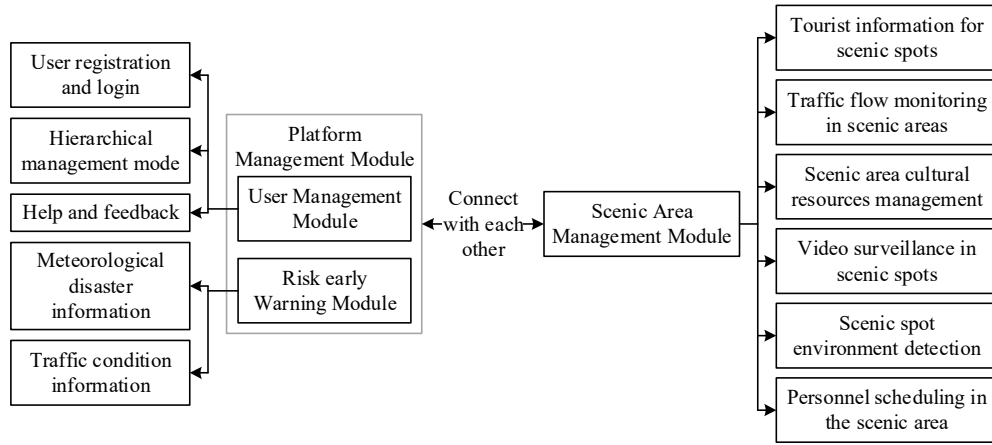 User registration
and login
Hierarchical
management mode
Help and feedback
Meteorological
disaster
information
Traffic condition
information
Platform
Management Module
User Management
Module
Risk early
Warning Module
Connect
with each
other
Scenic Area
Management Module
Tourist information for
scenic spots
Traffic flow monitoring
in scenic areas
Scenic area cultural
resources management
Video surveillance in
scenic spots
Scenic spot
environment detection
Personnel scheduling in
the scenic area